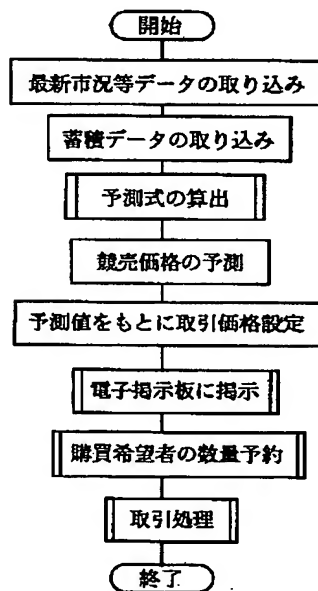 開始
最新市況等データの取り込み
蓄積データの取り込み
予測式の算出
競売価格の予測
予測値をもとに取引価格設定
電子掲示板に掲示
購買希望者の数量予約
取引処理
終了